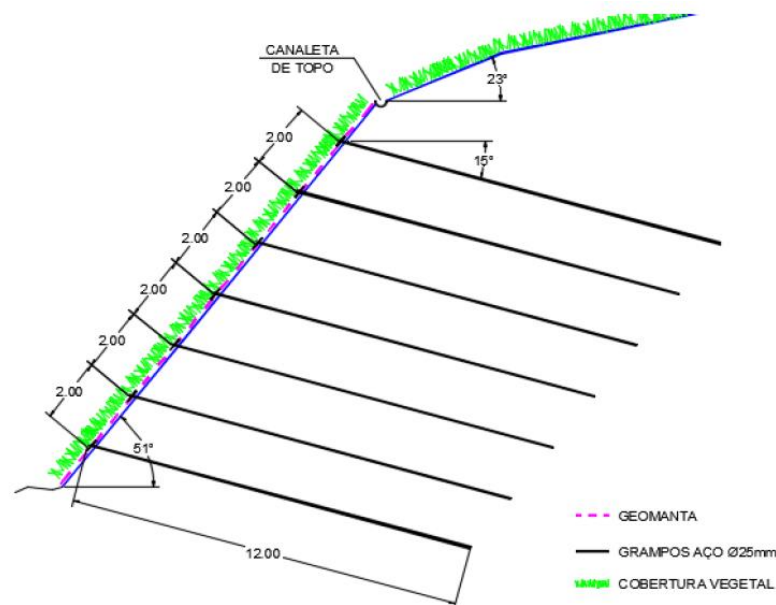 CANALETA
DE TOPO
23°
2.00
15°
2.00
2.00
2.00
2.00
2.00
51°
12.00
GEOMANTA
GRAMPOS AÇO Ø25mm
COBERTURA VEGETAL